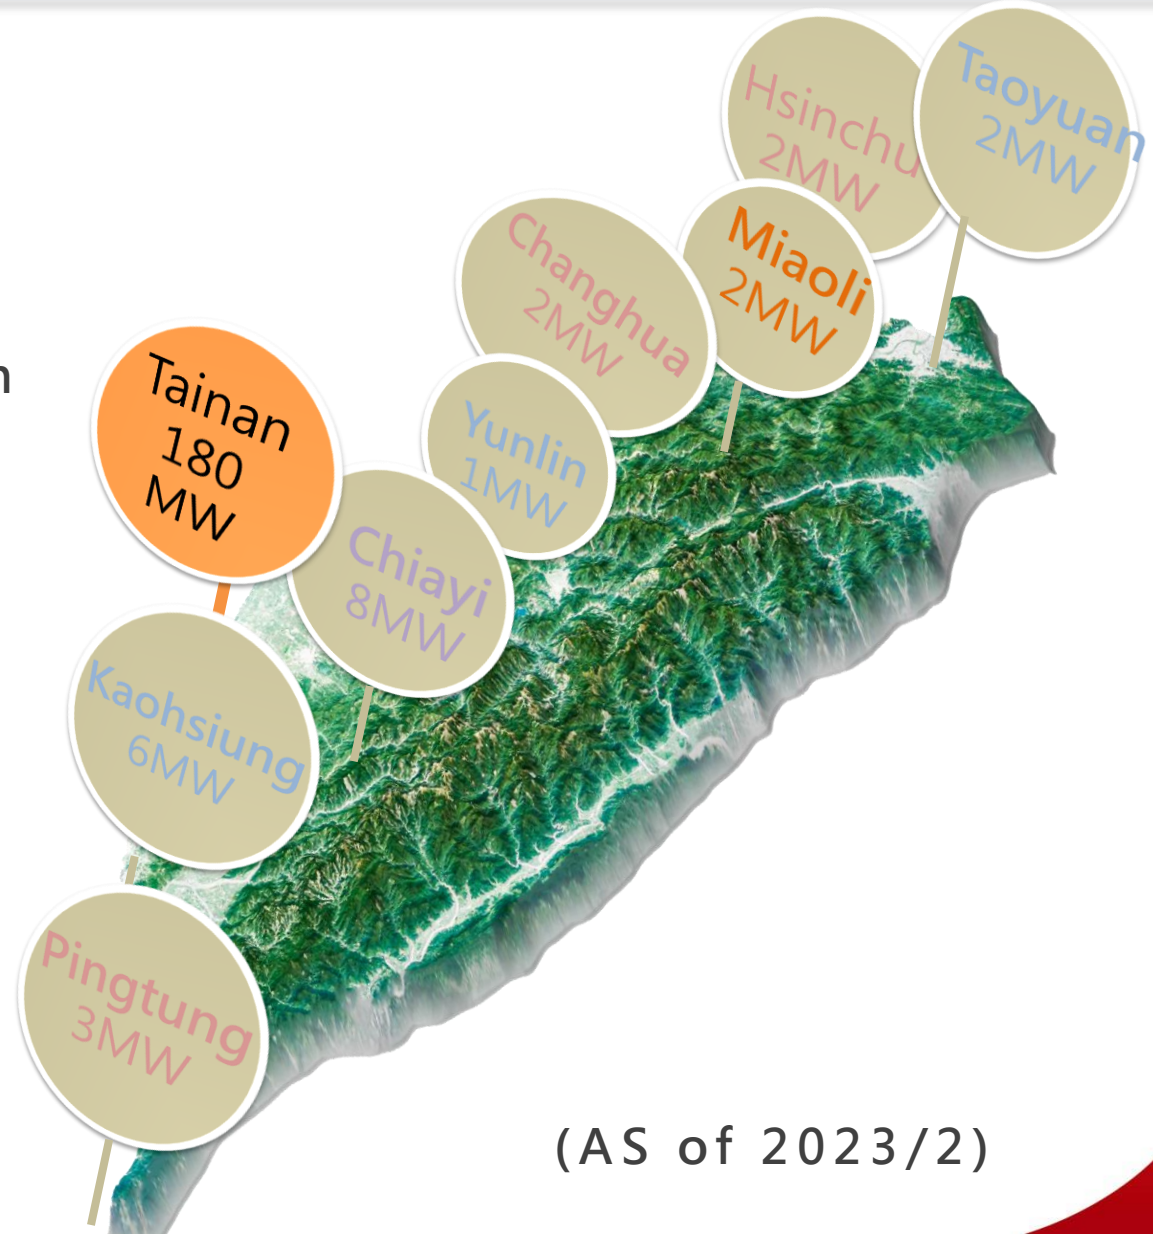 Hsinchu
2MW
Taoyuan
2MW
Changhua
2MW
Miaoli
2MW
Tainan
180
MW
Yunlin
1MW
Chiayi
8MW
Kaohsiung
6MW
Pingtung
3MW
(AS of 2023/2)